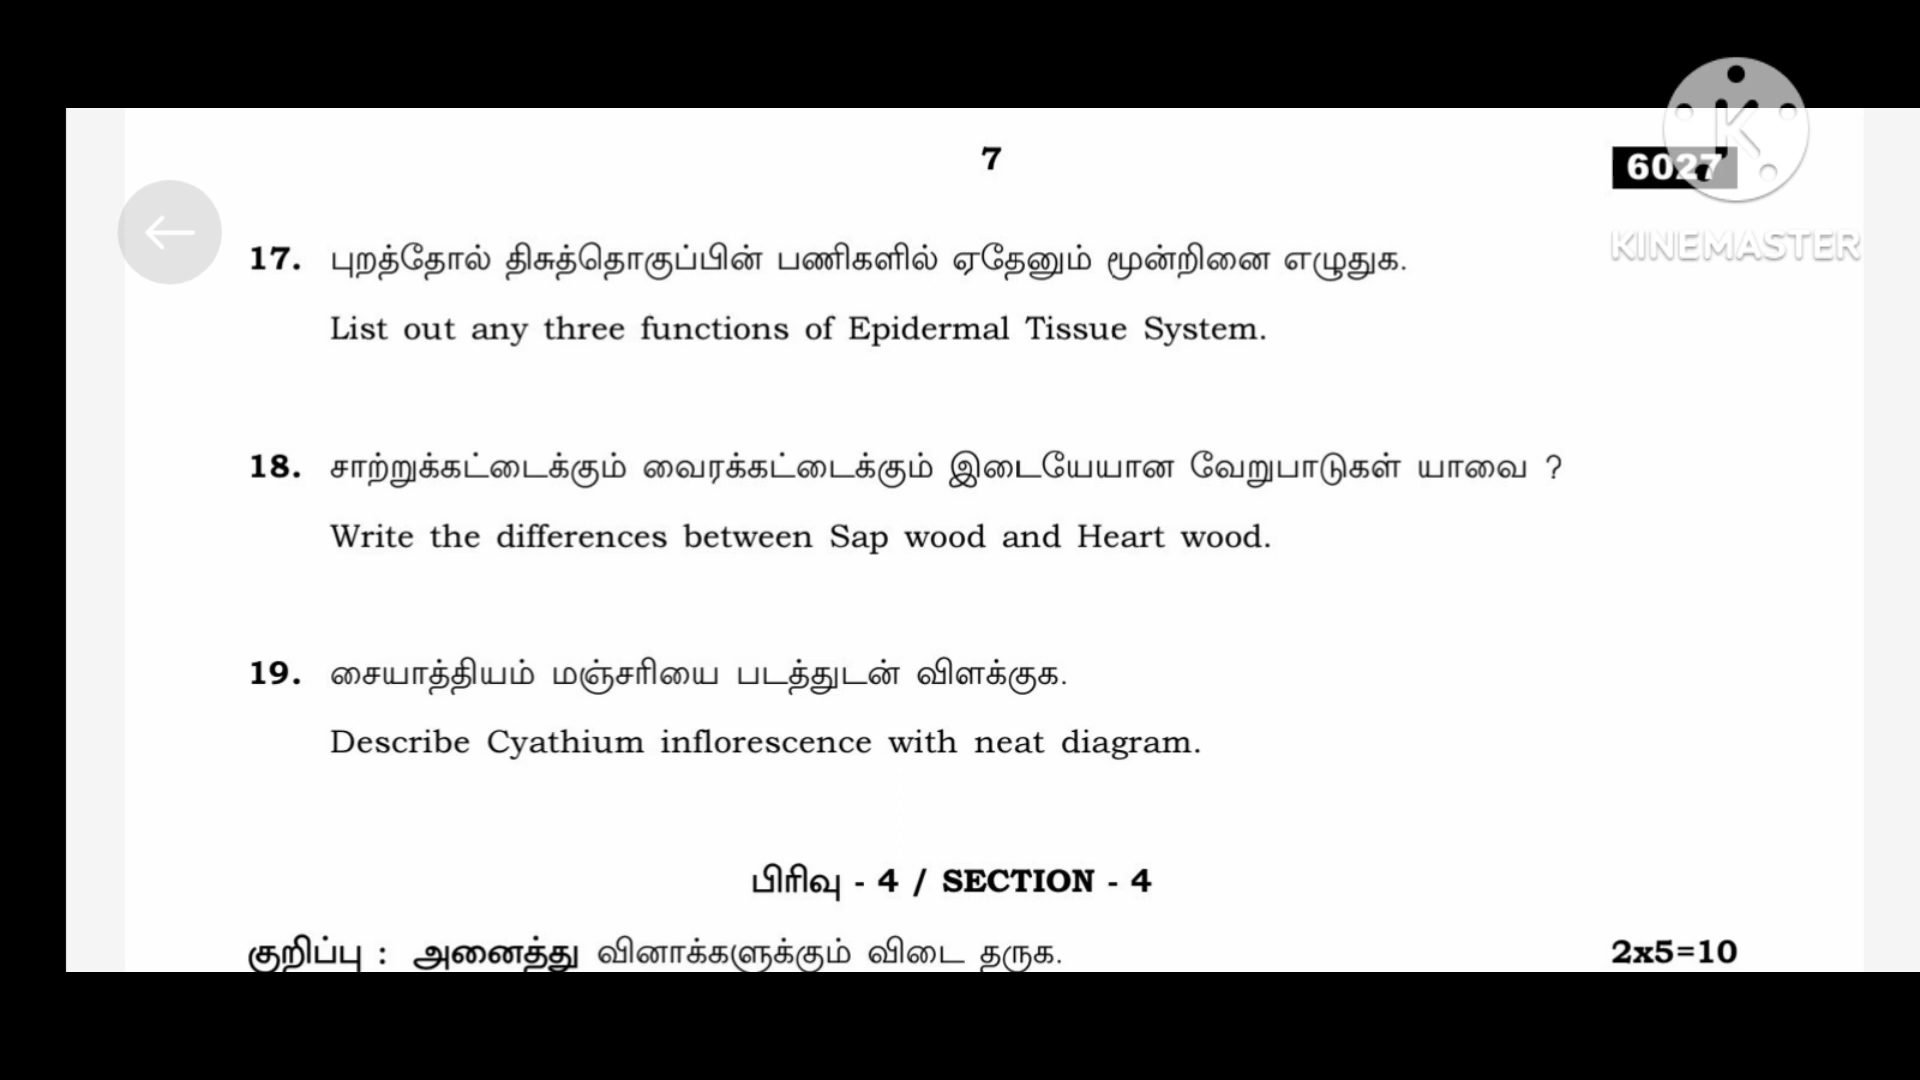 7
6027
KINEMASTER
17. புறத்தோல் திசுத்தொகுப்பின் பணிகளில் ஏதேனும் மூன்றினை எழுதுக.
List out any three functions of Epidermal Tissue System.
18. சாற்றுக்கட்டைக்கும் வைரக்கட்டைக்கும் இடையேயான வேறுபாடுகள் யாவை ?
Write the differences between Sap wood and Heart wood.
19. சையாத்தியம் மஞ்சரியை படத்துடன் விளக்குக.
Describe Cyathium inflorescence with neat diagram.
பிரிவு - 4 / SECTION - 4
குறிப்பு : அனைத்து வினாக்களுக்கும் விடை தருக. 2x5=10